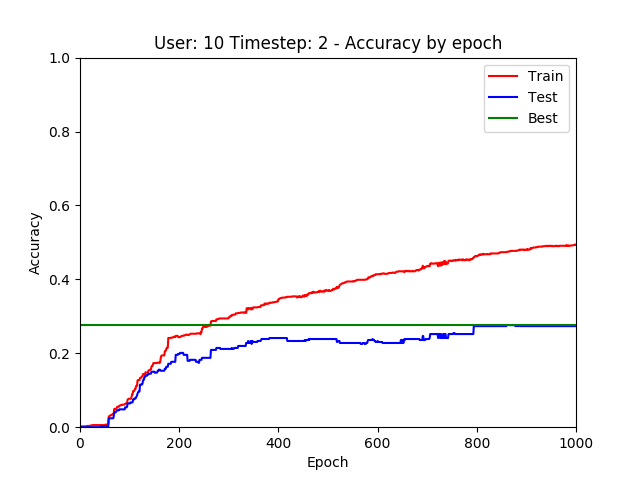 User: 10 Timestep: 2 - Accuracy by epoch
Train
Test
Best
1.0
0.8
0.6
0.4
0.2
0.0
Accuracy
0 200 400 600 800 1000
Epoch